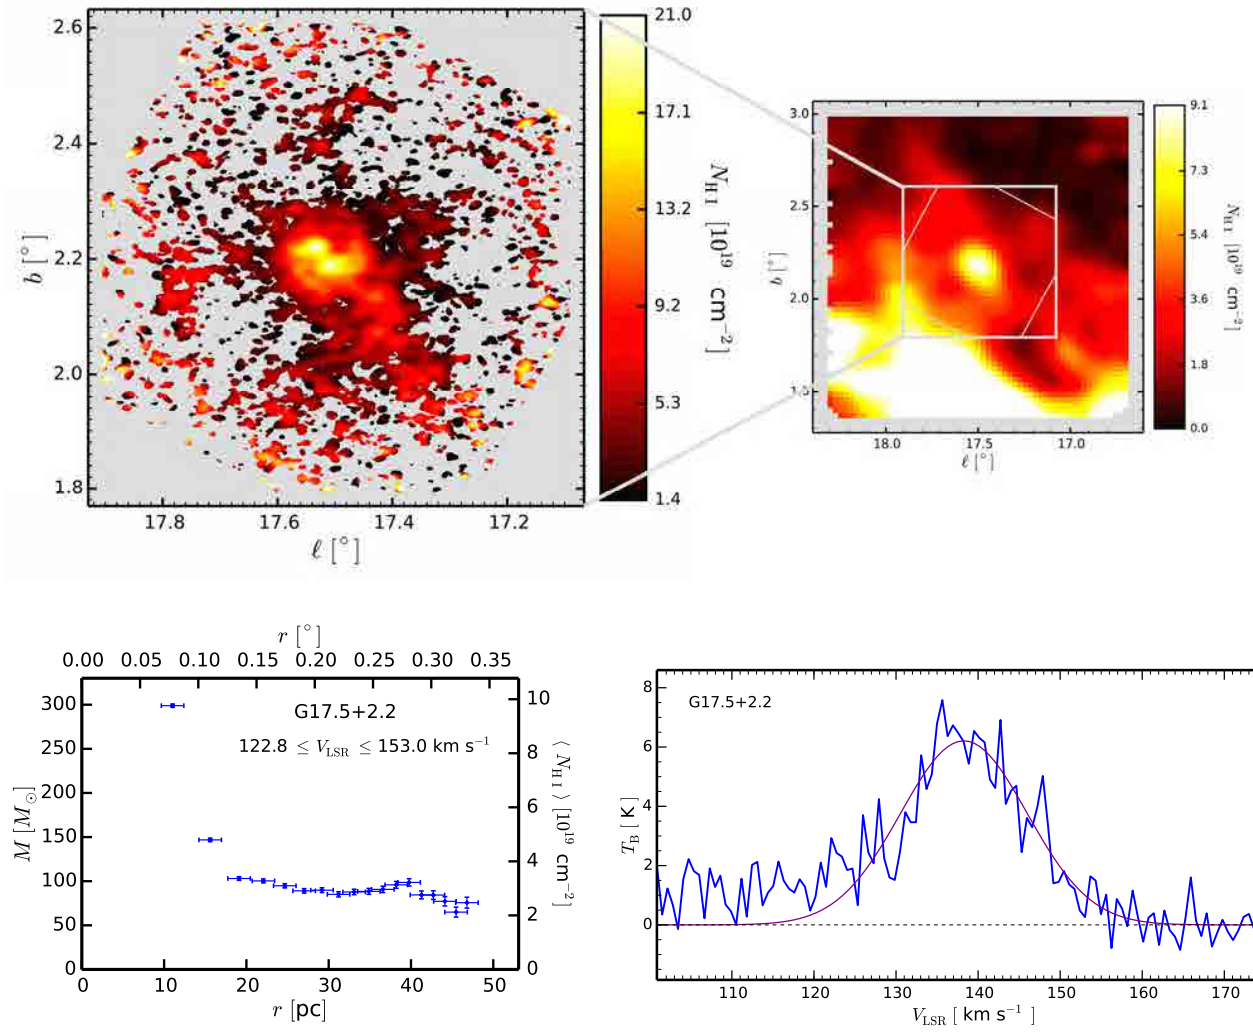 2.6
2.4
2.2
2.0
1.8
b [°]
17.8 17.6 17.4 17.2
ℓ [°]
21.0
17.1
13.2
9.2
5.3
1.4
N_HI [10^19 cm^-2]
3.0
2.5
2.0
1.5
b [°]
18.0 17.5 17.0
ℓ [°]
9.1
7.3
5.4
3.6
1.8
0.0
N_HI [10^19 cm^-2]
r [°]
0.00 0.05 0.10 0.15 0.20 0.25 0.30 0.35
300
250
200
150
100
50
0
M [M_⊙]
G17.5+2.2
122.8 ≤ V_LSR ≤ 153.0 km s^-1
10
8
6
4
2
0
⟨ N_HI ⟩ [10^19 cm^-2]
0 10 20 30 40 50
r [pc]
8
6
4
2
0
T_B [ K ]
G17.5+2.2
110 120 130 140 150 160 170
V_LSR [ km s^-1 ]